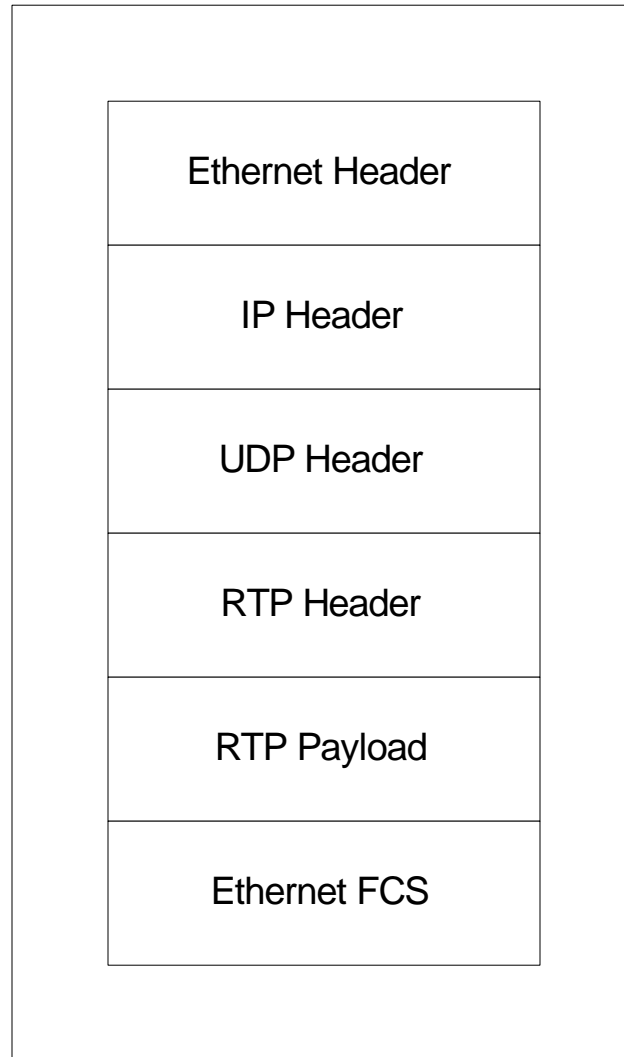 Ethernet Header
IP Header
UDP Header
RTP Header
RTP Payload
Ethernet FCS